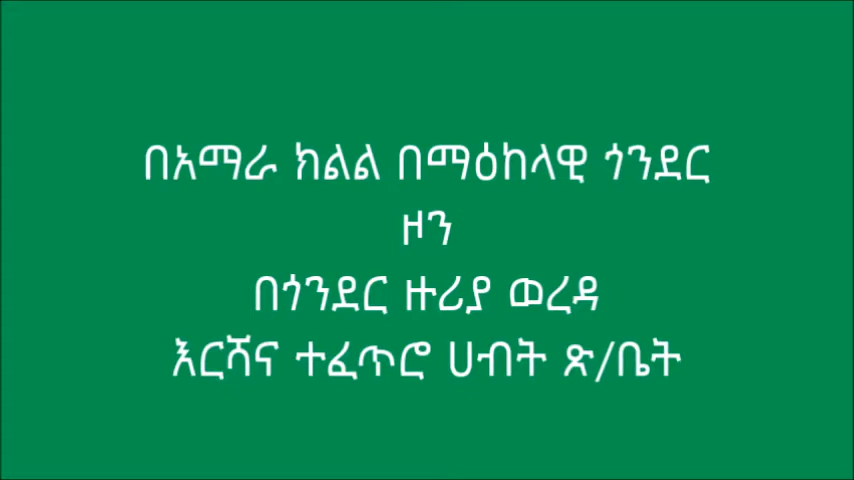 በአማራ ክልል በማዕከላዊ ጎንደር
ዞን
በጎንደር ዙሪያ ወረዳ
እርሻና ተፈጥሮ ሀብት ጽ/ቤት